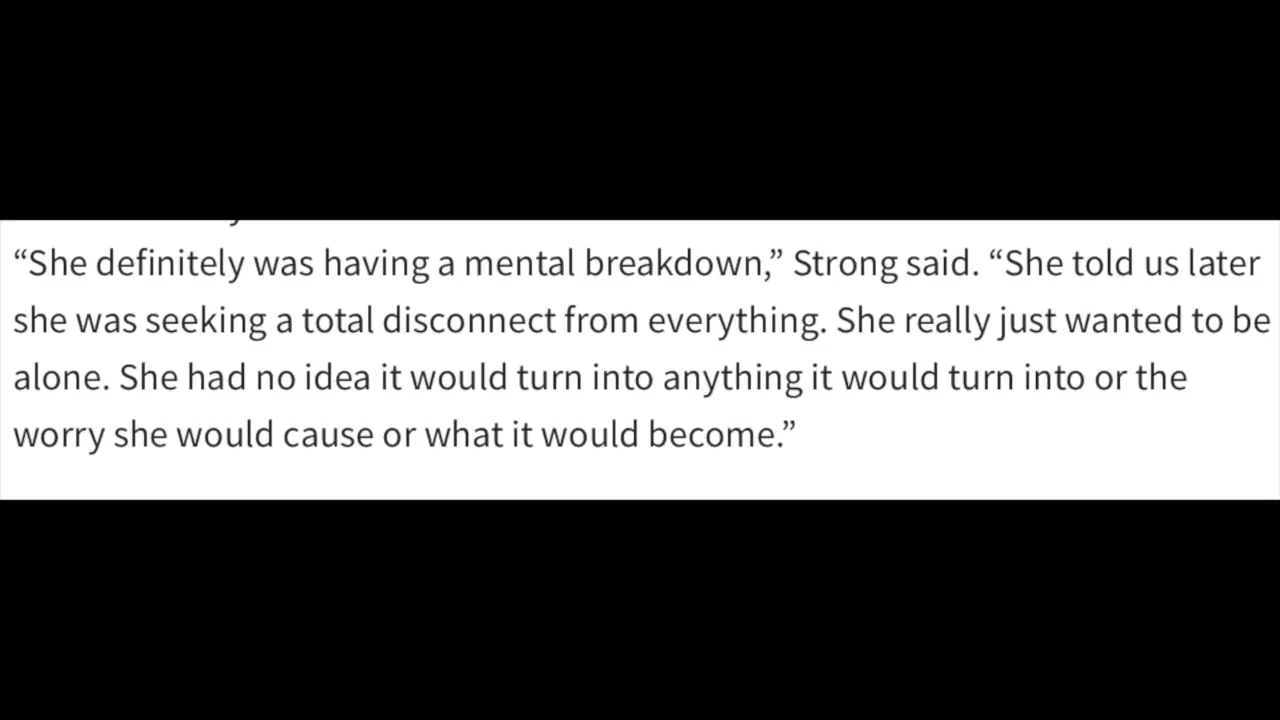 “She definitely was having a mental breakdown,” Strong said. “She told us later
she was seeking a total disconnect from everything. She really just wanted to be
alone. She had no idea it would turn into anything it would turn into or the
worry she would cause or what it would become.”